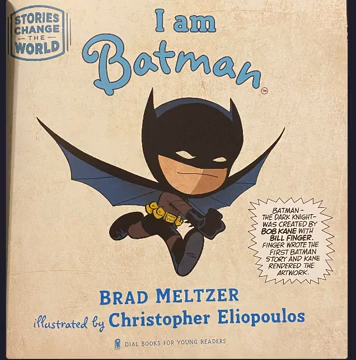 STORIES
CHANGE
THE
WORLD
I am
Batman
TM
BATMAN-
THE DARK KNIGHT-
WAS CREATED BY
BOB KANE WITH
BILL FINGER.
FINGER WROTE THE
FIRST BATMAN
STORY AND KANE
RENDERED THE
ARTWORK.
BRAD MELTZER
illustrated by Christopher Eliopoulos
DIAL BOOKS FOR YOUNG READERS